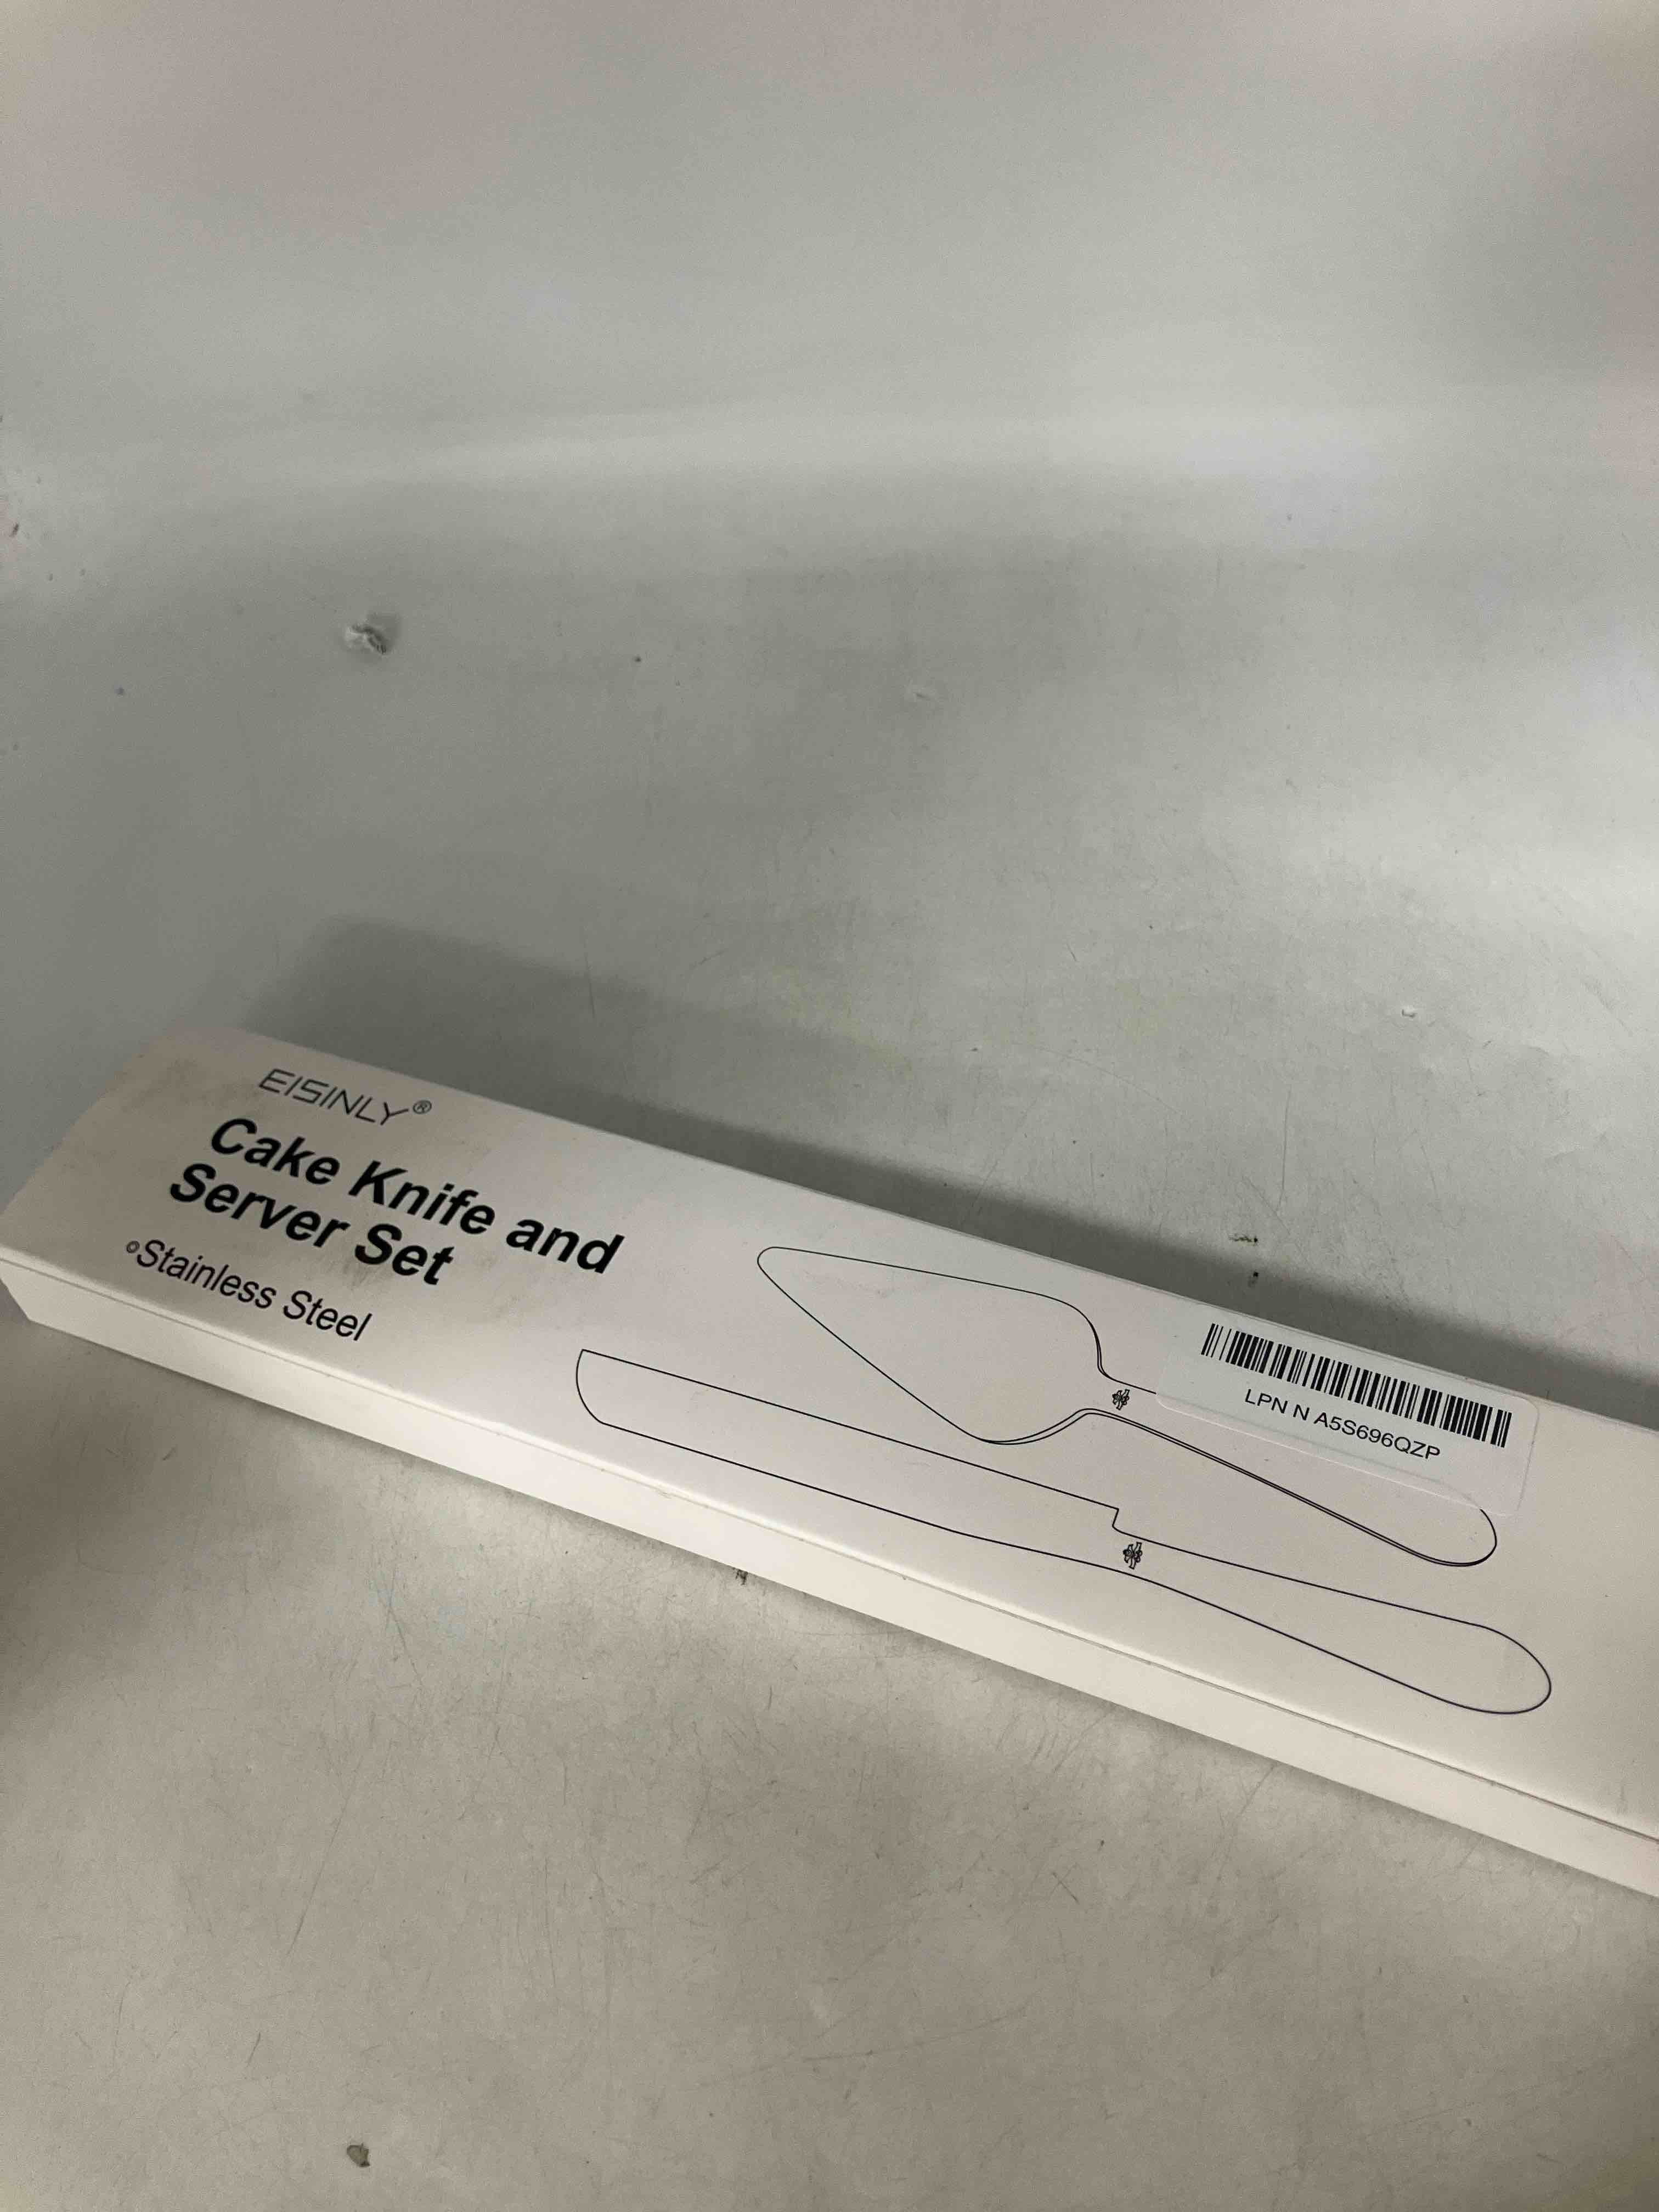 EISINLY®
Cake Knife and
Server Set
°Stainless Steel
LPN N A5S696QZP